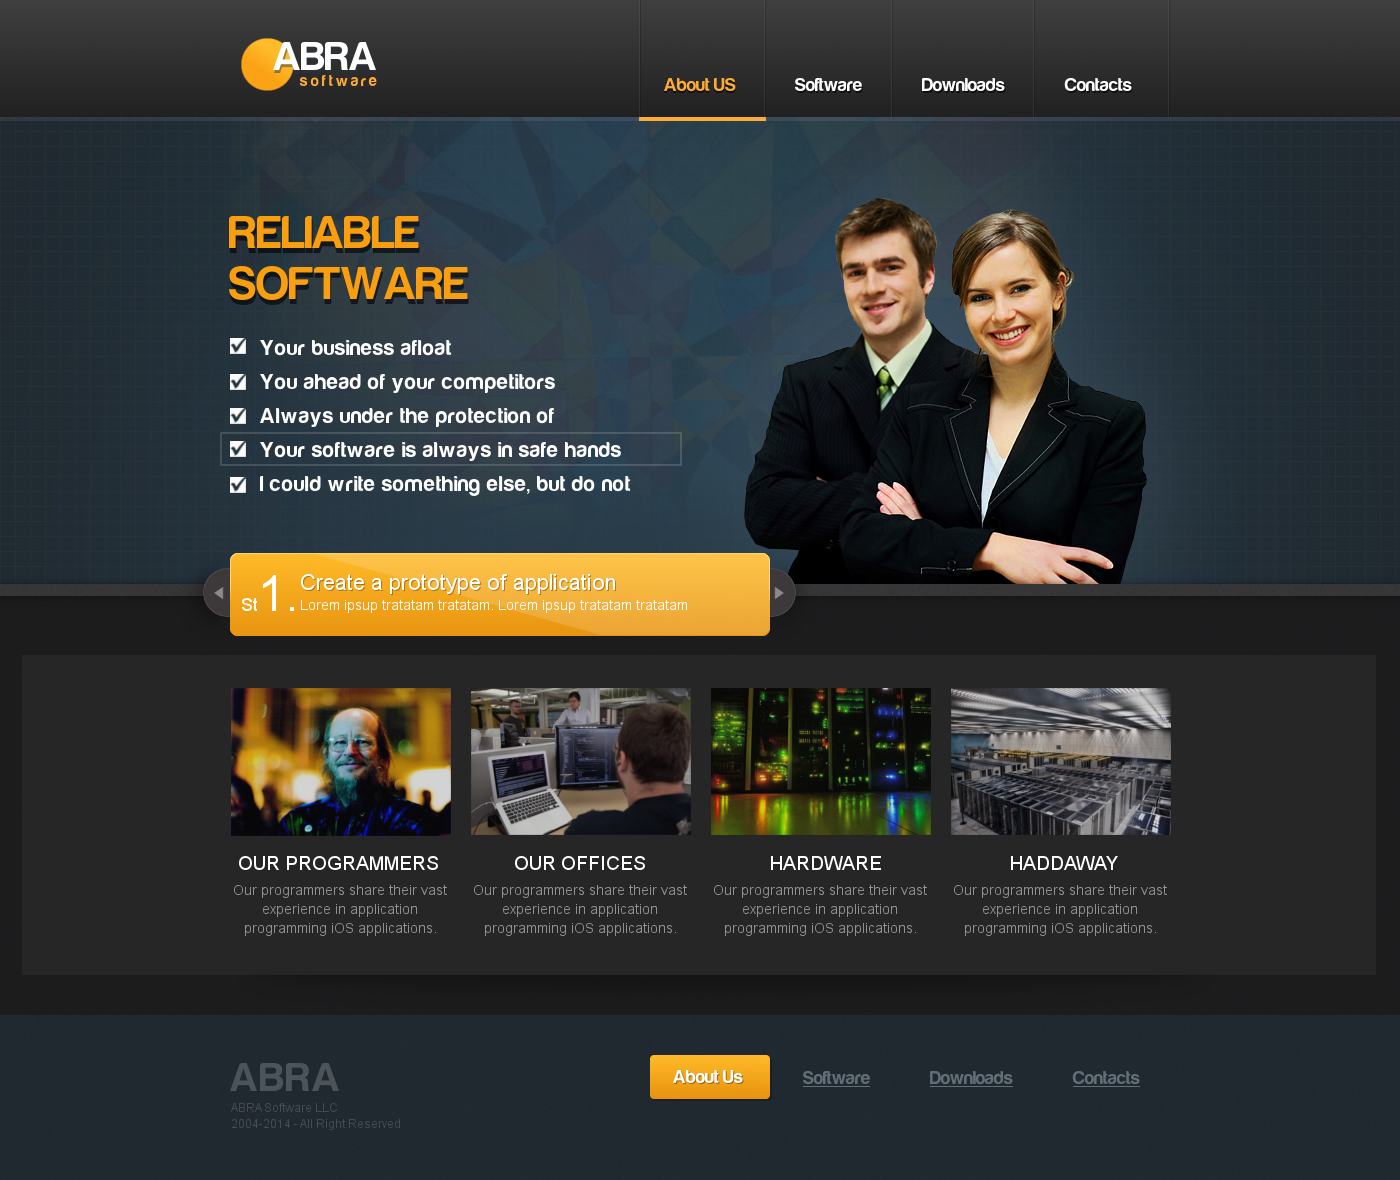 ABRA
software
About US
Software
Downloads
Contacts
RELIABLE
SOFTWARE
Your business afloat
You ahead of your competitors
Always under the protection of
Your software is always in safe hands
I could write something else, but do not
St 1.
Create a prototype of application
Lorem ipsup tratatam tratatam. Lorem ipsup tratatam tratatam
OUR PROGRAMMERS
Our programmers share their vast
experience in application
programming iOS applications.
OUR OFFICES
Our programmers share their vast
experience in application
programming iOS applications.
HARDWARE
Our programmers share their vast
experience in application
programming iOS applications.
HADDAWAY
Our programmers share their vast
experience in application
programming iOS applications.
ABRA
ABRA Software LLC
2004-2014 - All Right Reserved
About Us
Software
Downloads
Contacts